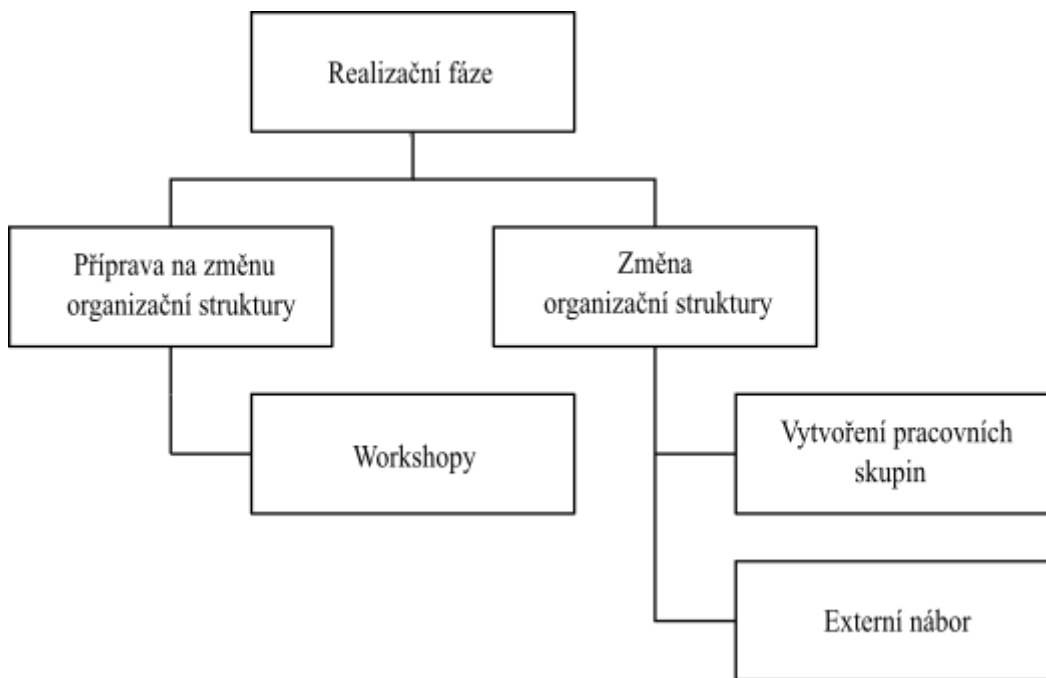 Realizační fáze
Příprava na změnu
organizační struktury
Změna
organizační struktury
Workshopy
Vytvoření pracovních
skupin
Externí nábor